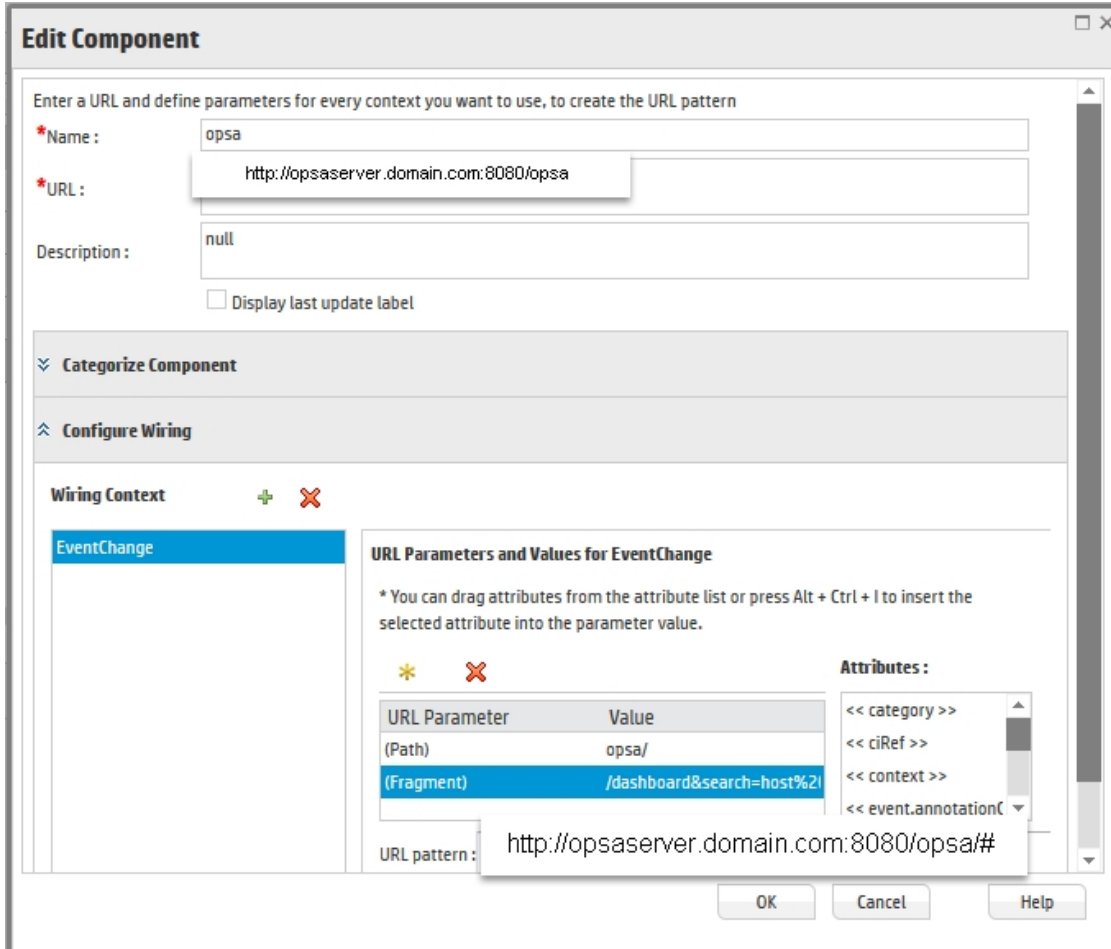 Edit Component
Enter a URL and define parameters for every context you want to use, to create the URL pattern
*Name : opsa
*URL : http://opsaserver.domain.com:8080/opsa
Description : null
Display last update label
Categorize Component
Configure Wiring
Wiring Context
EventChange
URL Parameters and Values for EventChange
* You can drag attributes from the attribute list or press Alt + Ctrl + I to insert the
selected attribute into the parameter value.
Attributes :
URL Parameter Value
(Path) opsa/
(Fragment) /dashboard&search=host%2
<< category >>
<< ciRef >>
<< context >>
<< event.annotation
URL pattern : http://opsaserver.domain.com:8080/opsa/#
OK Cancel Help